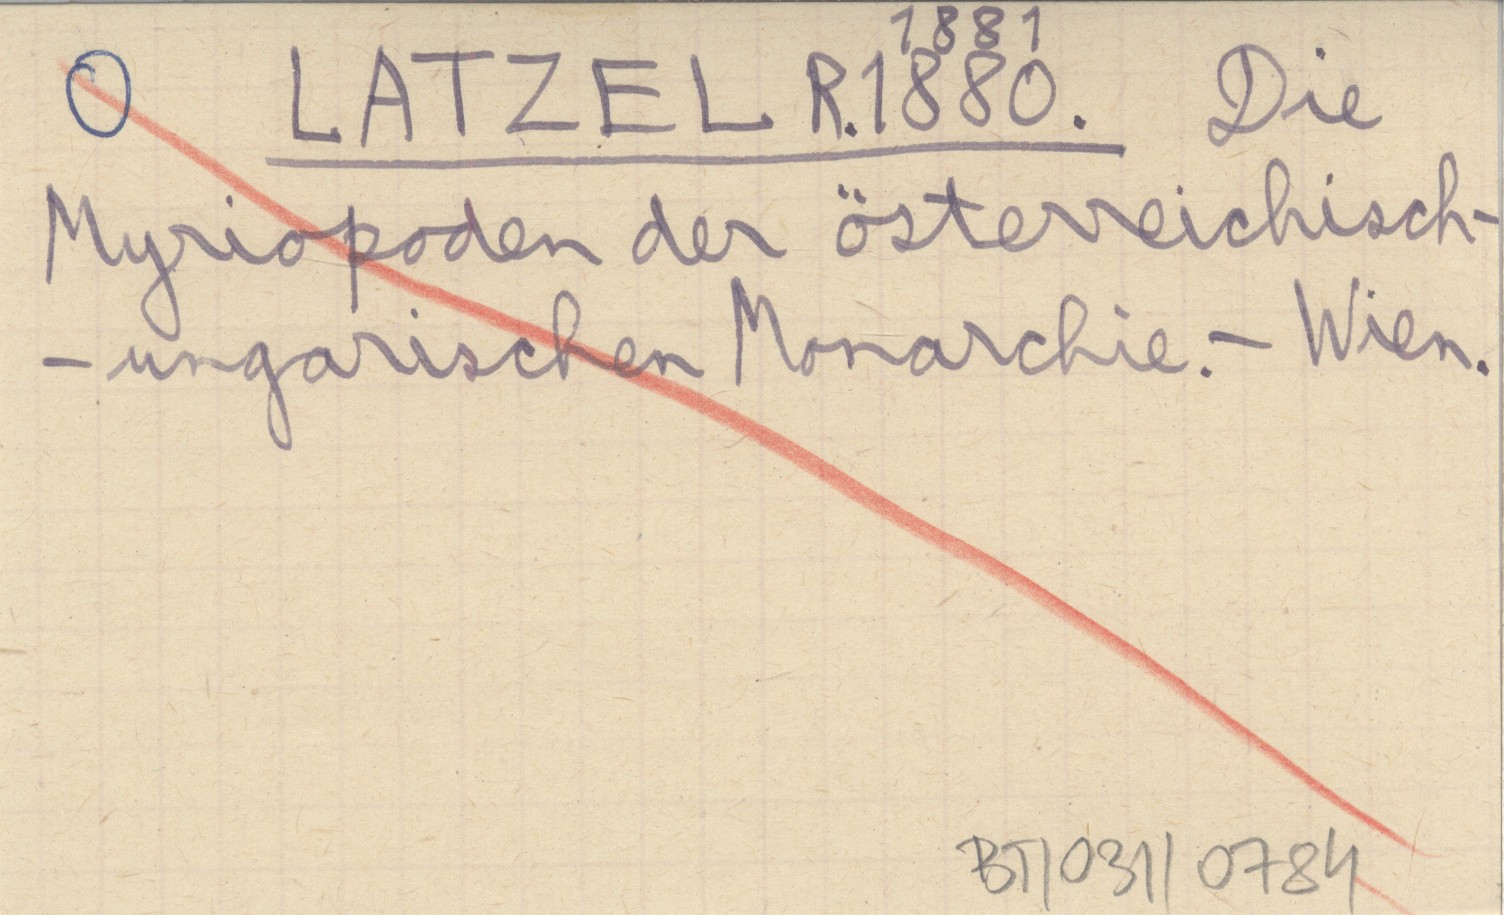 1881
O LATZEL R. 1880. Die
Myriopoden der österreichisch-
-ungarischen Monarchie. - Wien.
BT/031/0784